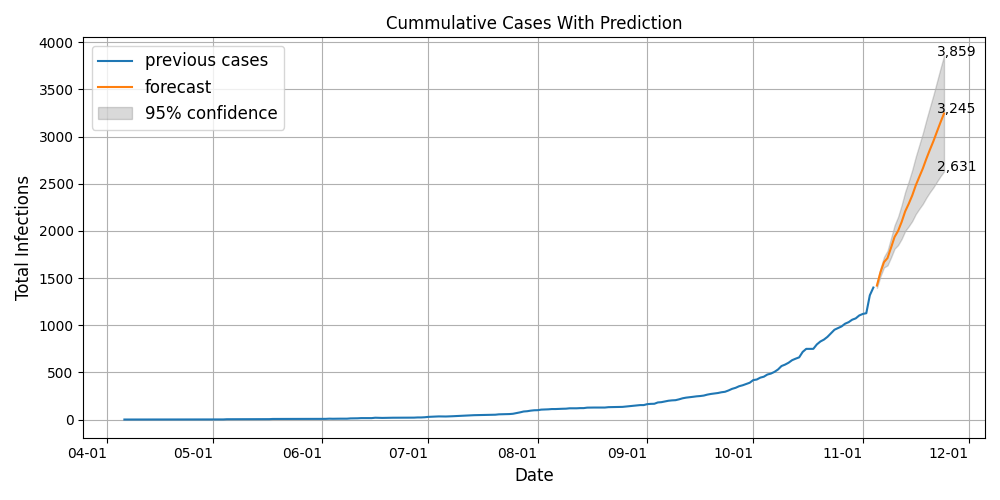 Cummulative Cases With Prediction
4000
3500
3000
2500
2000
1500
1000
500
0
Total Infections
previous cases
forecast
95% confidence
3,859
3,245
2,631
04-01 05-01 06-01 07-01 08-01 09-01 10-01 11-01 12-01
Date